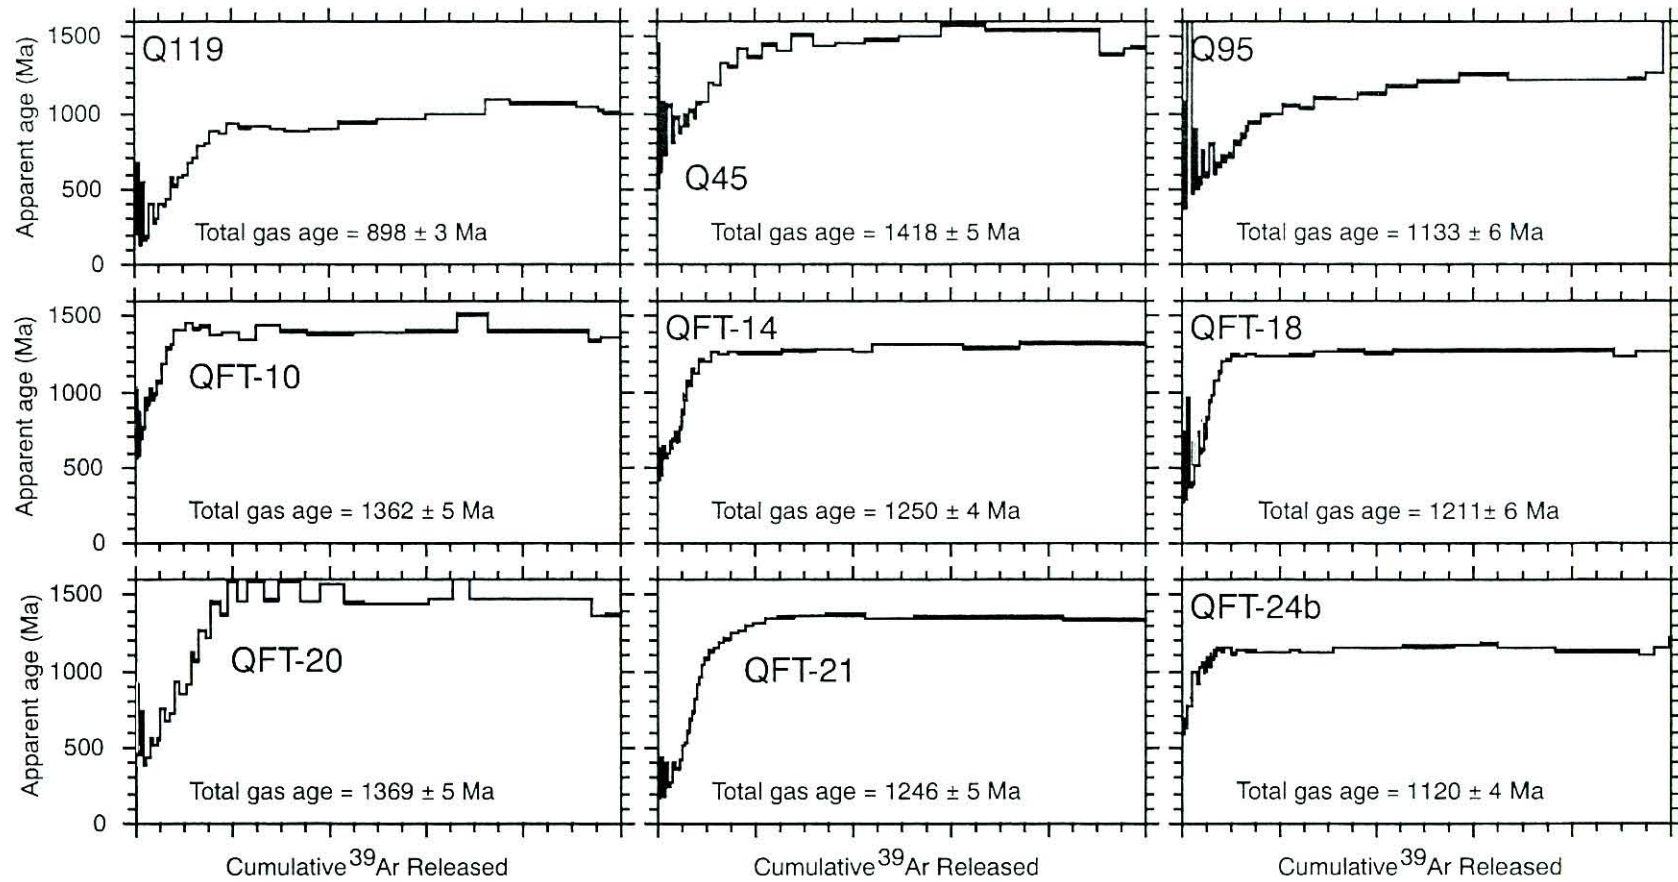 Apparent age (Ma)
1500
1000
500
0
Q119
Total gas age = 898 ± 3 Ma
Q45
Total gas age = 1418 ± 5 Ma
Q95
Total gas age = 1133 ± 6 Ma
Apparent age (Ma)
1500
1000
500
0
QFT-10
Total gas age = 1362 ± 5 Ma
QFT-14
Total gas age = 1250 ± 4 Ma
QFT-18
Total gas age = 1211± 6 Ma
Apparent age (Ma)
1500
1000
500
0
QFT-20
Total gas age = 1369 ± 5 Ma
QFT-21
Total gas age = 1246 ± 5 Ma
QFT-24b
Total gas age = 1120 ± 4 Ma
Cumulative ³⁹Ar Released
Cumulative ³⁹Ar Released
Cumulative ³⁹Ar Released